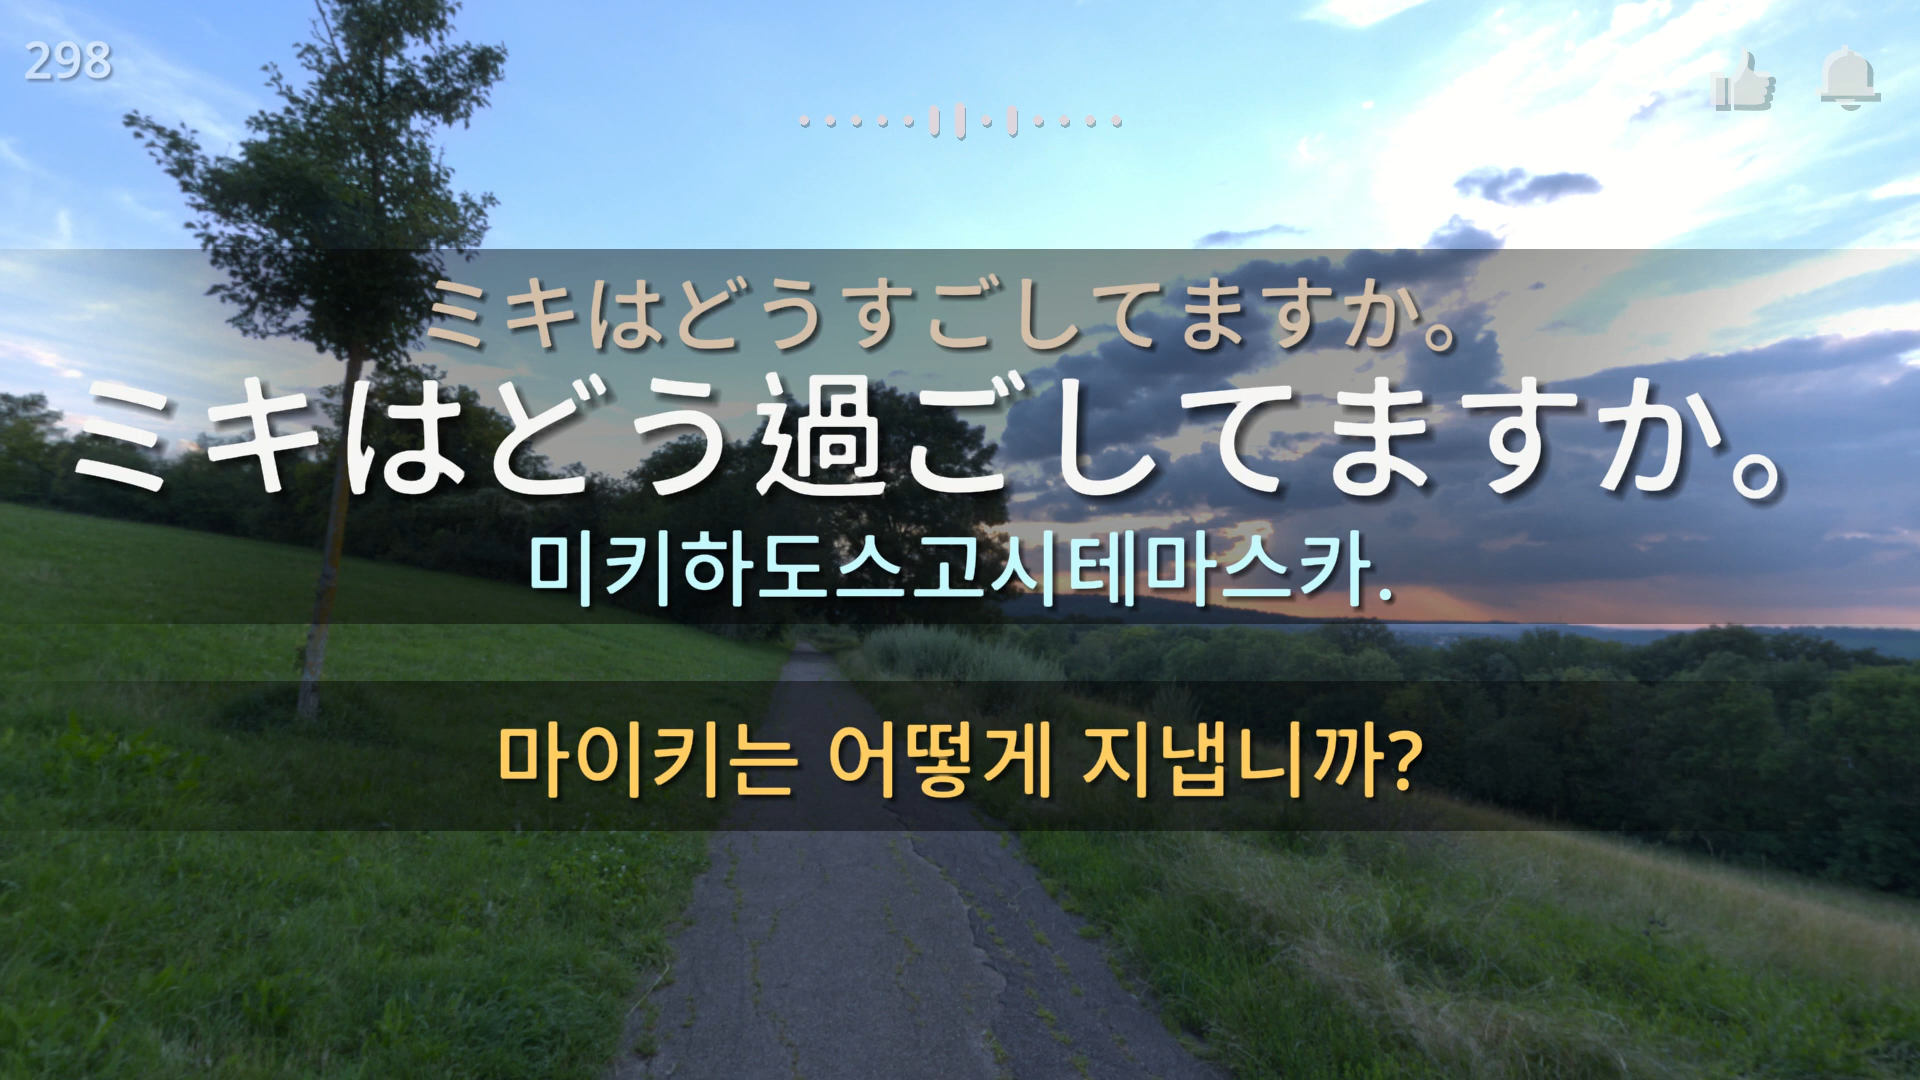 298
ミキはどうすごしてますか。
ミキはどう過ごしてますか。
미키하도스고시테마스카.
마이키는 어떻게 지냅니까?